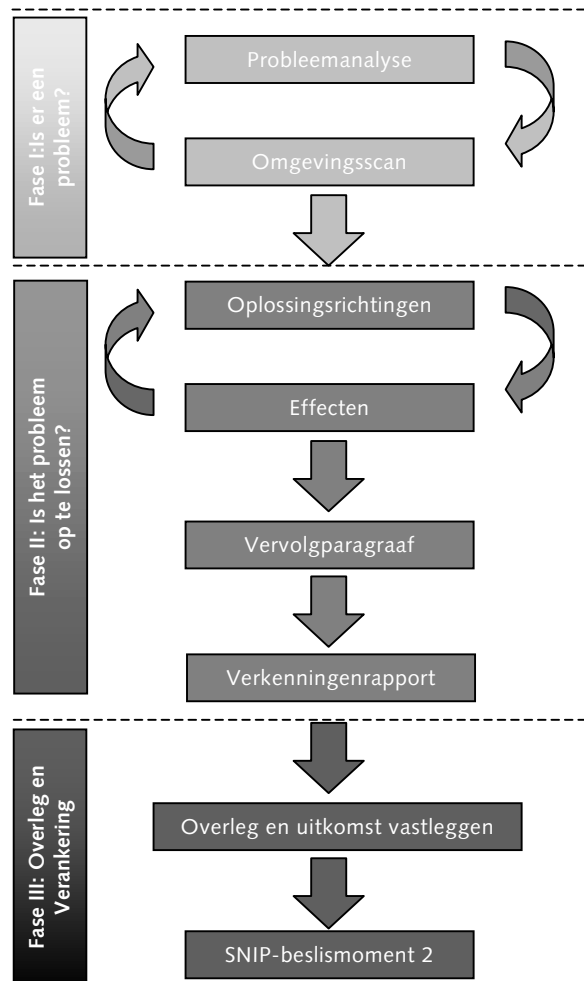 Fase I:Is er een
probleem?
Probleemanalyse
Omgevingsscan
Fase II: Is het probleem
op te lossen?
Oplossingsrichtingen
Effecten
Vervolgparagraaf
Verkenningenrapport
Fase III: Overleg en
Verankering
Overleg en uitkomst vastleggen
SNIP-beslismoment 2